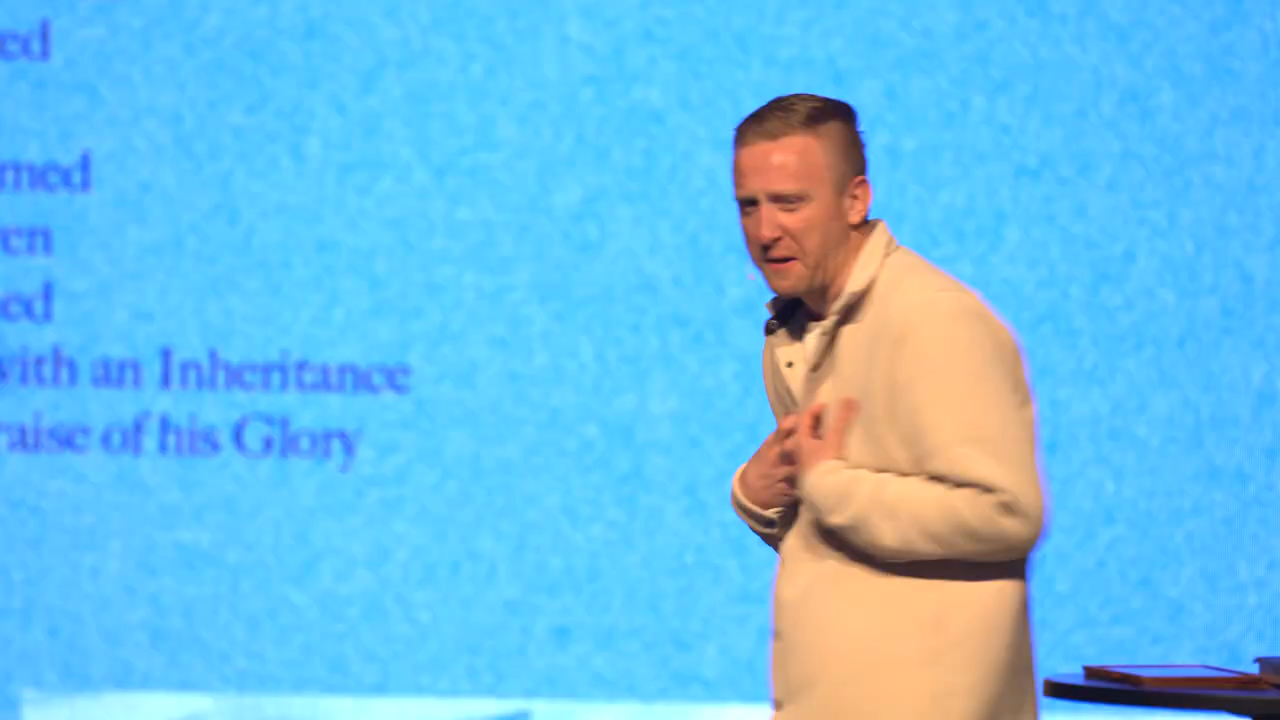 ed
med
en
ed
with an Inheritance
raise of his Glory